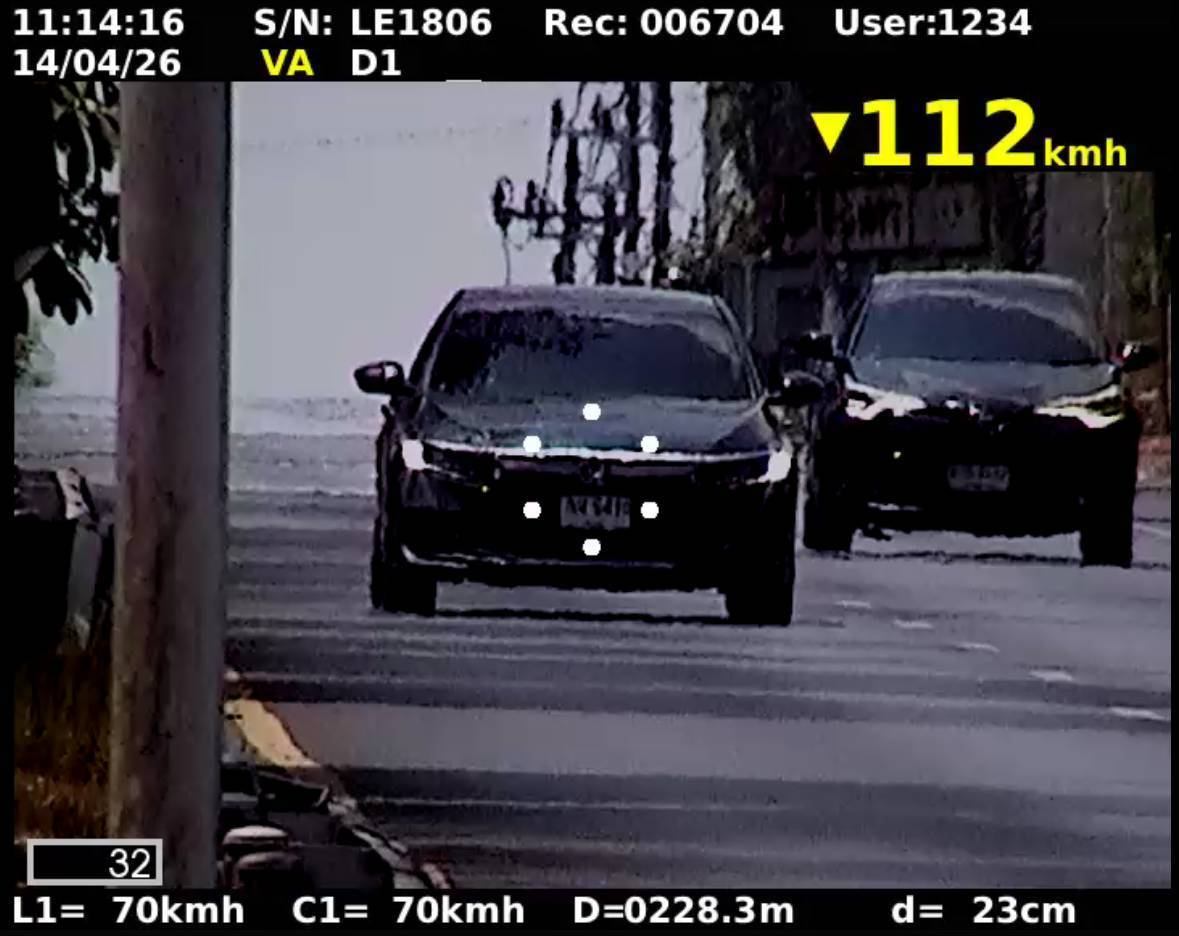 11:14:16 S/N: LE1806 Rec: 006704 User:1234
14/04/26 VA D1
▼112kmh
32
L1= 70kmh C1= 70kmh D=0228.3m d= 23cm